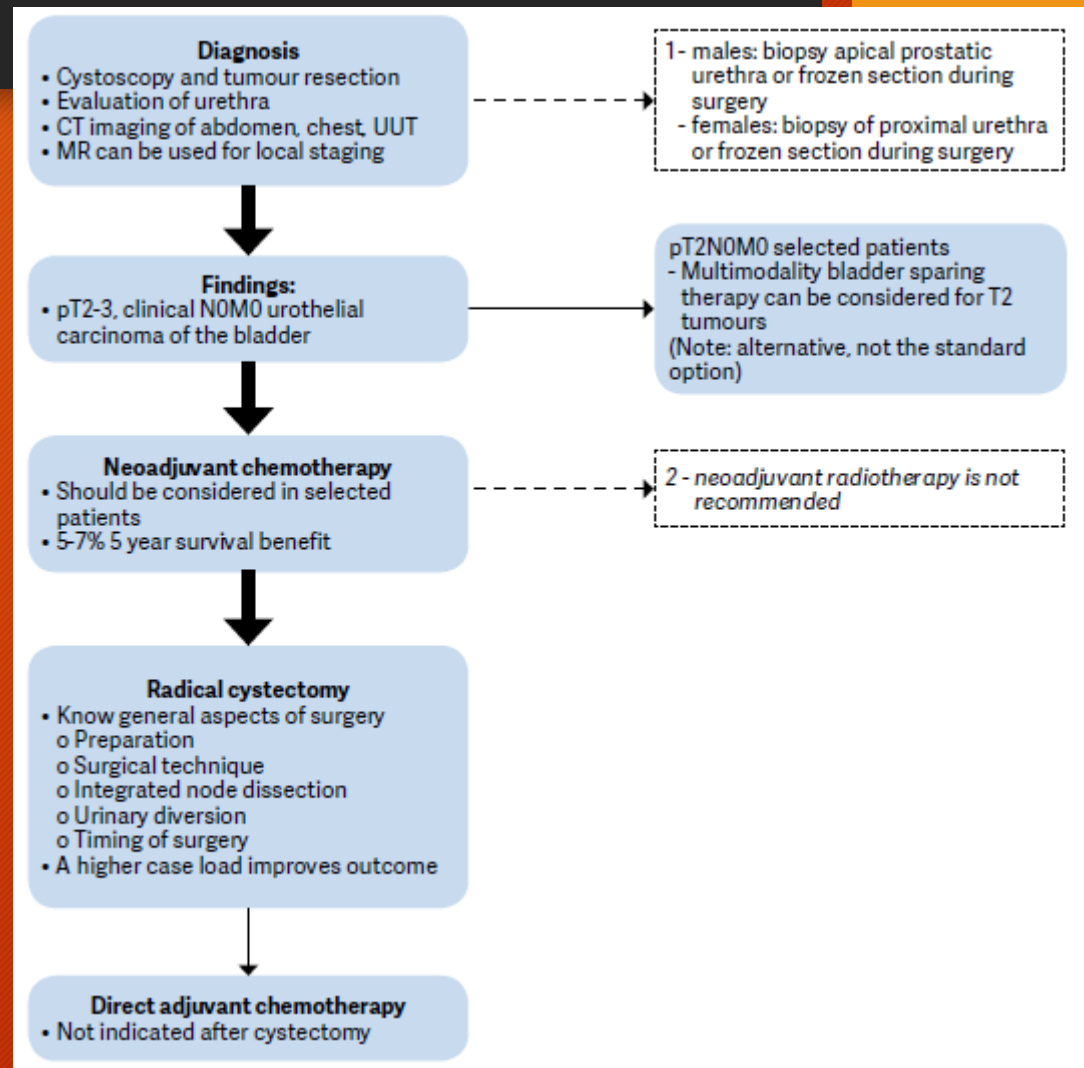 Diagnosis
• Cystoscopy and tumour resection
• Evaluation of urethra
• CT imaging of abdomen, chest, UUT
• MR can be used for local staging
1- males: biopsy apical prostatic
urethra or frozen section during
surgery
- females: biopsy of proximal urethra
or frozen section during surgery
Findings:
• pT2-3, clinical N0M0 urothelial
carcinoma of the bladder
pT2N0M0 selected patients
- Multimodality bladder sparing
therapy can be considered for T2
tumours
(Note: alternative, not the standard
option)
Neoadjuvant chemotherapy
• Should be considered in selected
patients
• 5-7% 5 year survival benefit
2 - neoadjuvant radiotherapy is not
recommended
Radical cystectomy
• Know general aspects of surgery
o Preparation
o Surgical technique
o Integrated node dissection
o Urinary diversion
o Timing of surgery
• A higher case load improves outcome
Direct adjuvant chemotherapy
• Not indicated after cystectomy